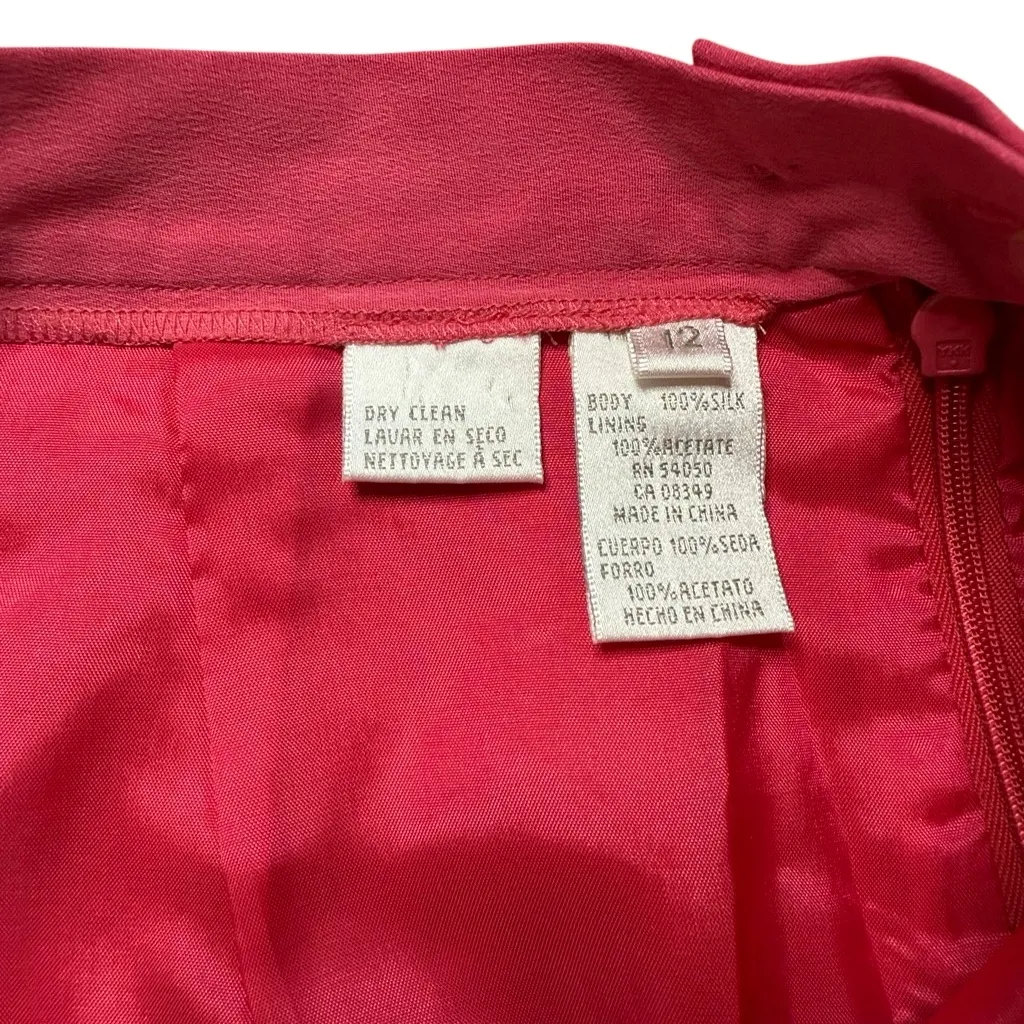 DRY CLEAN
LAVAR EN SECO
NETTOYAGE À SEC
12
BODY 100%SILK
LINING
100%ACETATE
RN 54050
CA 08349
MADE IN CHINA
CUERPO 100%SEDA
FORRO
100%ACETATO
HECHO EN CHINA
YKK